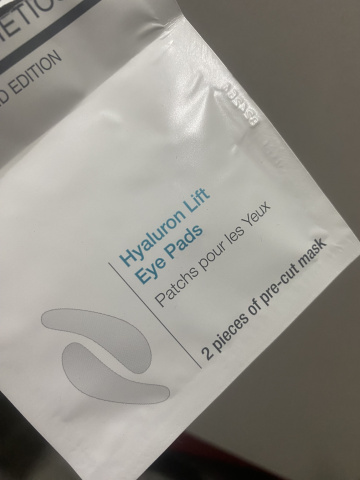 EDITION
Hyaluron Lift
Eye Pads
Patchs pour les Yeux
2 pieces of pre-cut mask